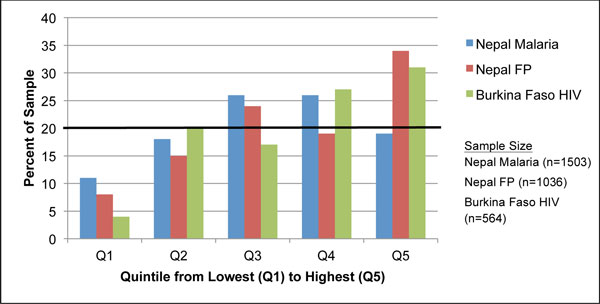 40
35
30
25
20
15
10
5
0
Percent of Sample
Q1 Q2 Q3 Q4 Q5
Quintile from Lowest (Q1) to Highest (Q5)
Nepal Malaria
Nepal FP
Burkina Faso HIV
Sample Size
Nepal Malaria (n=1503)
Nepal FP (n=1036)
Burkina Faso HIV
(n=564)